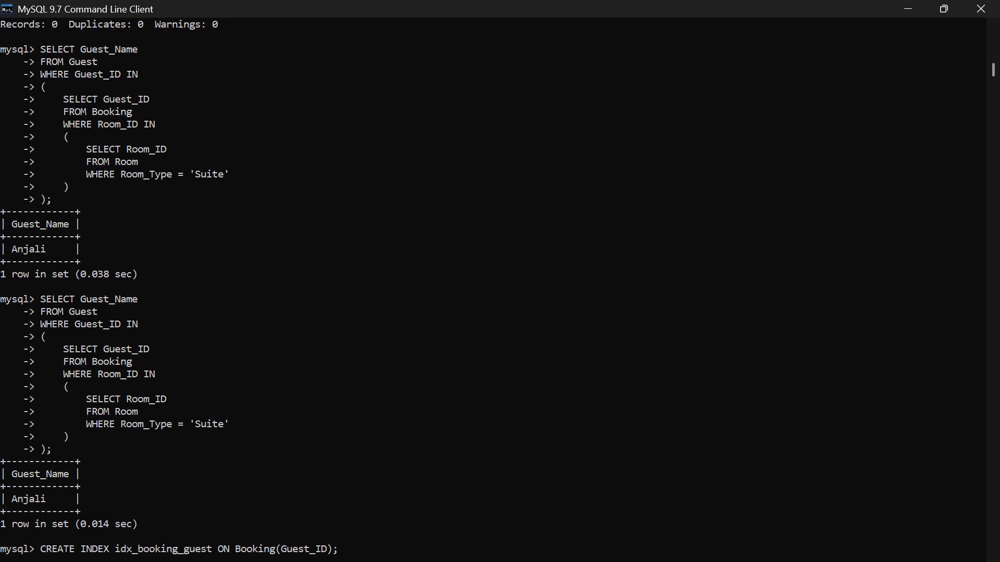 MySQL 9.7 Command Line Client
Records: 0  Duplicates: 0  Warnings: 0
mysql> SELECT Guest_Name
    -> FROM Guest
    -> WHERE Guest_ID IN
    -> (
    ->     SELECT Guest_ID
    ->     FROM Booking
    ->     WHERE Room_ID IN
    ->     (
    ->         SELECT Room_ID
    ->         FROM Room
    ->         WHERE Room_Type = 'Suite'
    ->     )
    -> );
+------------+
| Guest_Name |
+------------+
| Anjali     |
+------------+
1 row in set (0.038 sec)
mysql> SELECT Guest_Name
    -> FROM Guest
    -> WHERE Guest_ID IN
    -> (
    ->     SELECT Guest_ID
    ->     FROM Booking
    ->     WHERE Room_ID IN
    ->     (
    ->         SELECT Room_ID
    ->         FROM Room
    ->         WHERE Room_Type = 'Suite'
    ->     )
    -> );
+------------+
| Guest_Name |
+------------+
| Anjali     |
+------------+
1 row in set (0.014 sec)
mysql> CREATE INDEX idx_booking_guest ON Booking(Guest_ID);